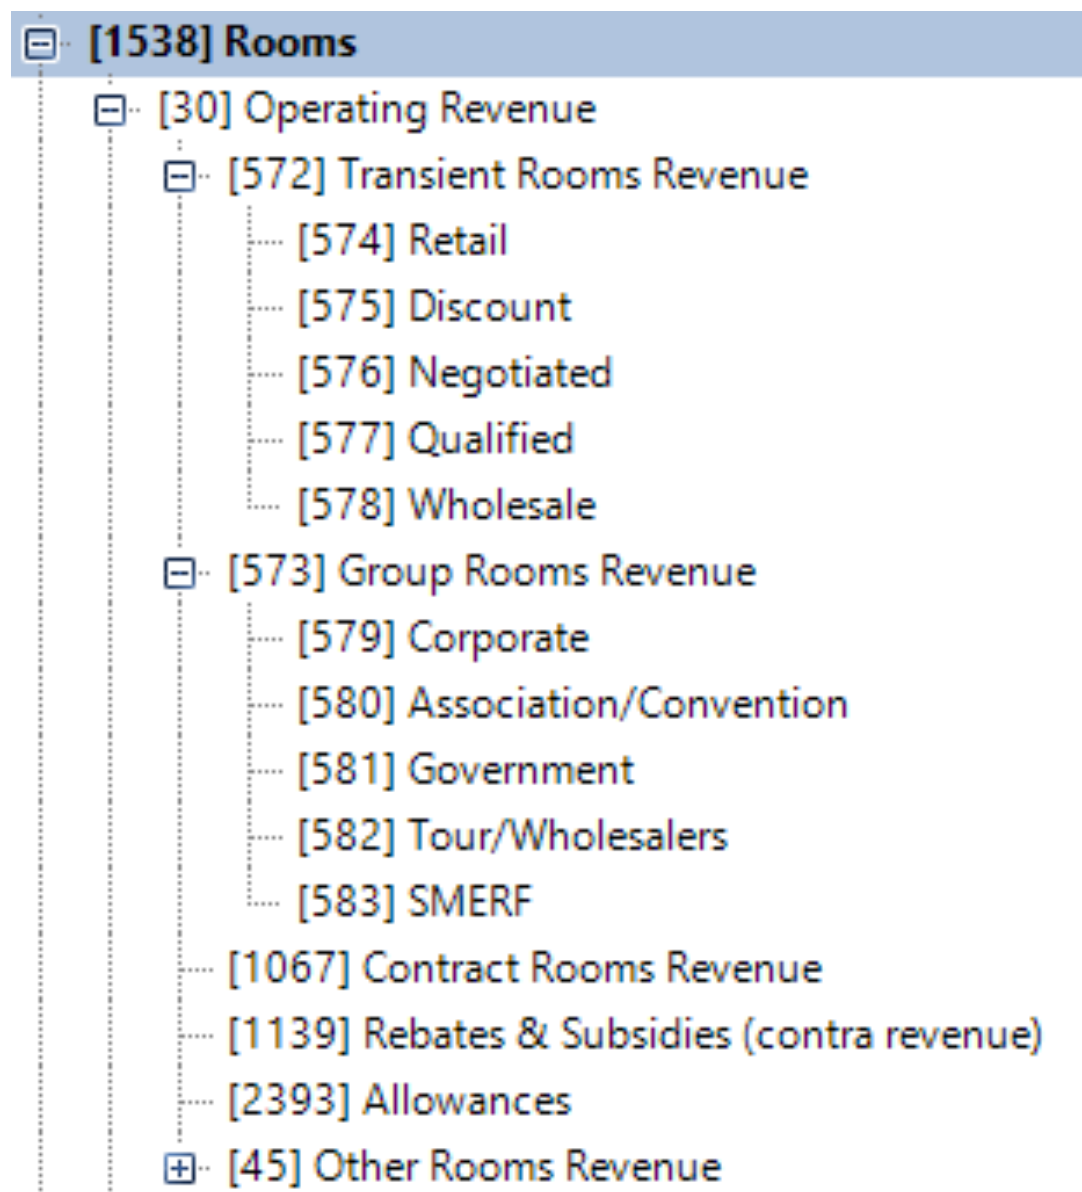 [1538] Rooms
[30] Operating Revenue
[572] Transient Rooms Revenue
[574] Retail
[575] Discount
[576] Negotiated
[577] Qualified
[578] Wholesale
[573] Group Rooms Revenue
[579] Corporate
[580] Association/Convention
[581] Government
[582] Tour/Wholesalers
[583] SMERF
[1067] Contract Rooms Revenue
[1139] Rebates & Subsidies (contra revenue)
[2393] Allowances
[45] Other Rooms Revenue